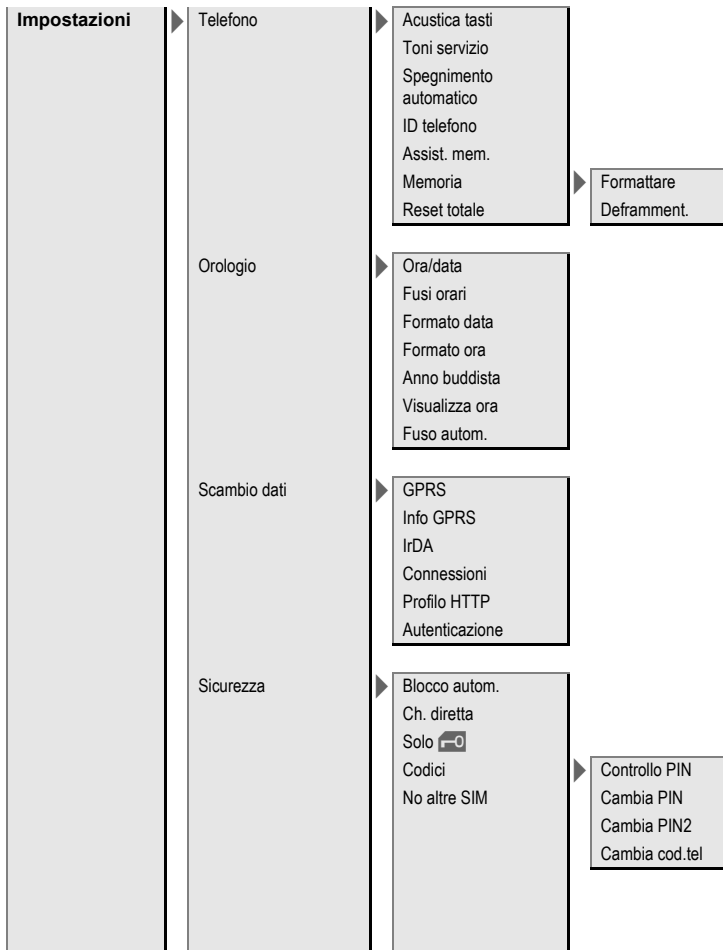 Impostazioni
Telefono
Acustica tasti
Toni servizio
Spegnimento
automatico
ID telefono
Assist. mem.
Memoria
Formattare
Reset totale
Deframment.
Orologio
Ora/data
Fusi orari
Formato data
Formato ora
Anno buddista
Visualizza ora
Fuso autom.
Scambio dati
GPRS
Info GPRS
IrDA
Connessioni
Profilo HTTP
Autenticazione
Sicurezza
Blocco autom.
Ch. diretta
Solo
Codici
Controllo PIN
No altre SIM
Cambia PIN
Cambia PIN2
Cambia cod.tel